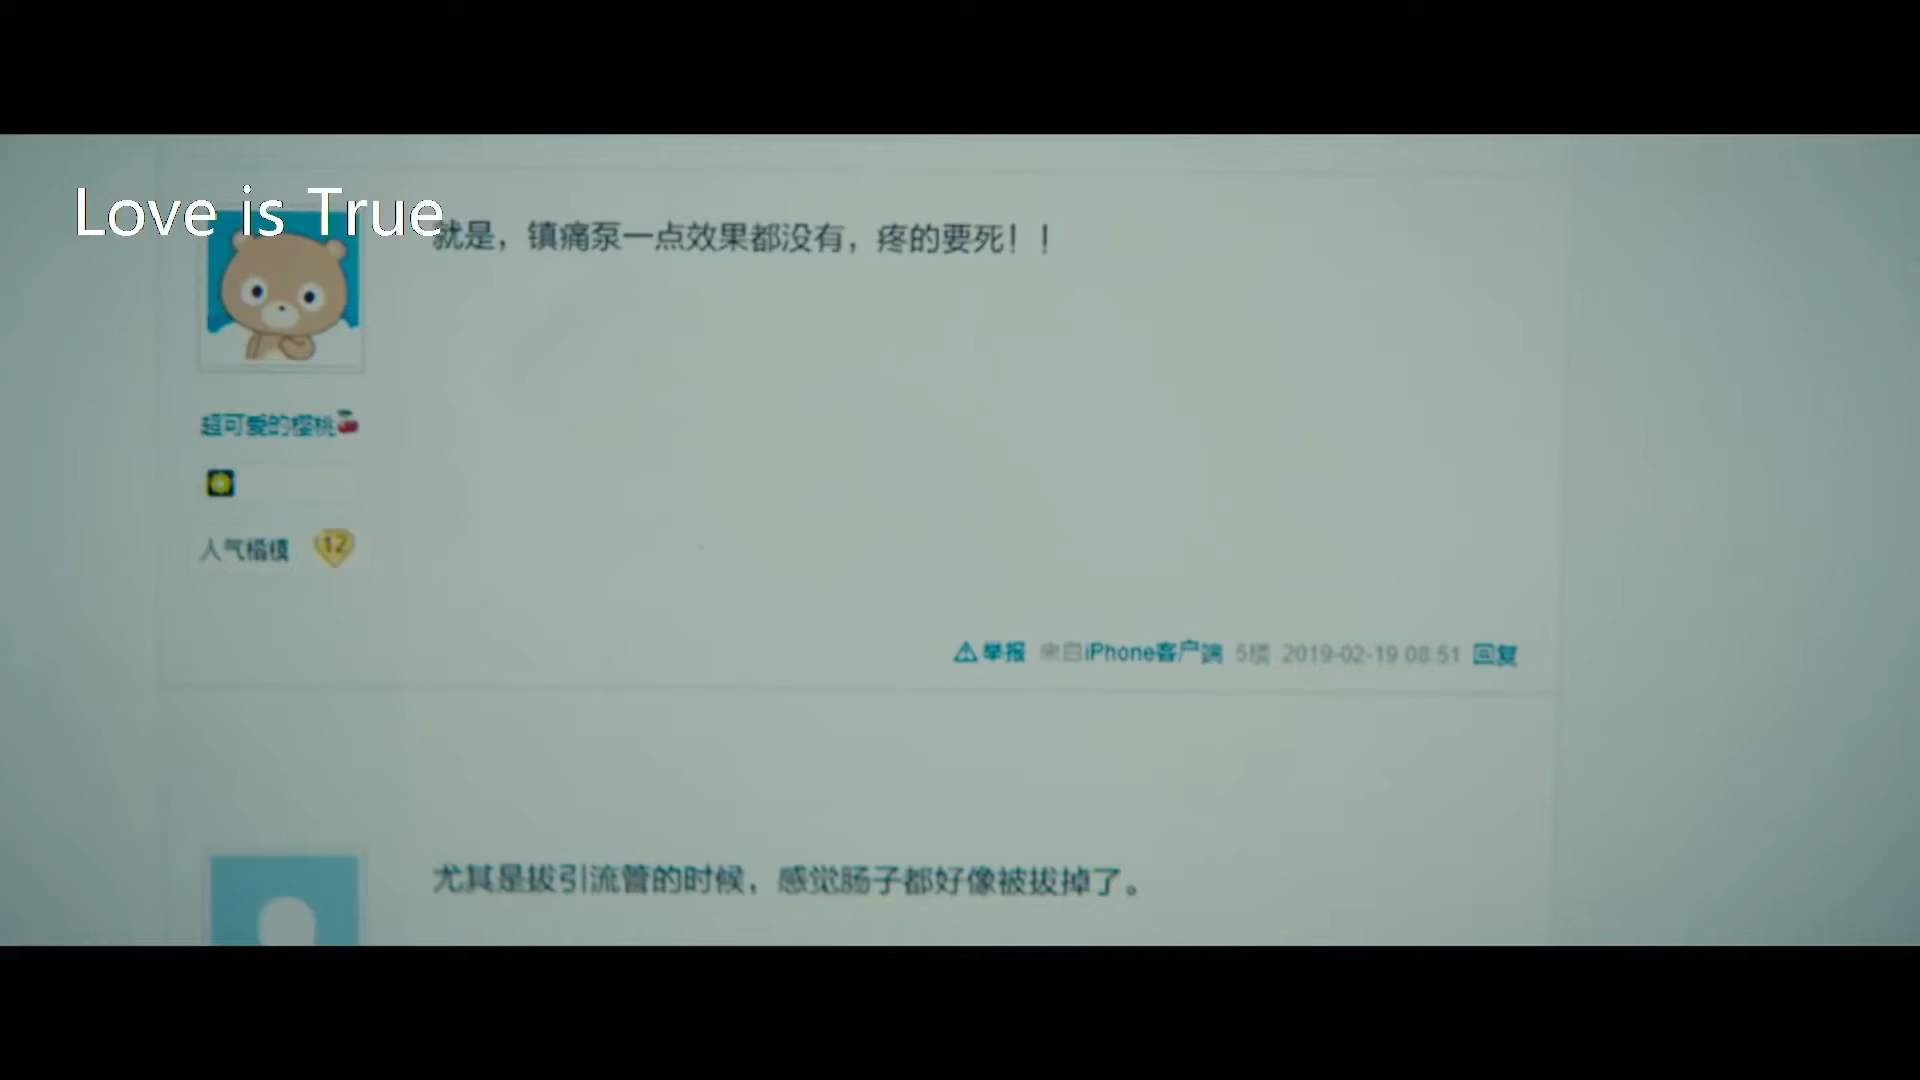 Love is True
就是，镇痛泵一点效果都没有，疼的要死！！
超可爱的樱桃🍒
人气楷模 12
举报 来自iPhone客户端 5楼 2019-02-19 08:51 回复
尤其是拔引流管的时候，感觉肠子都好像被拔掉了。